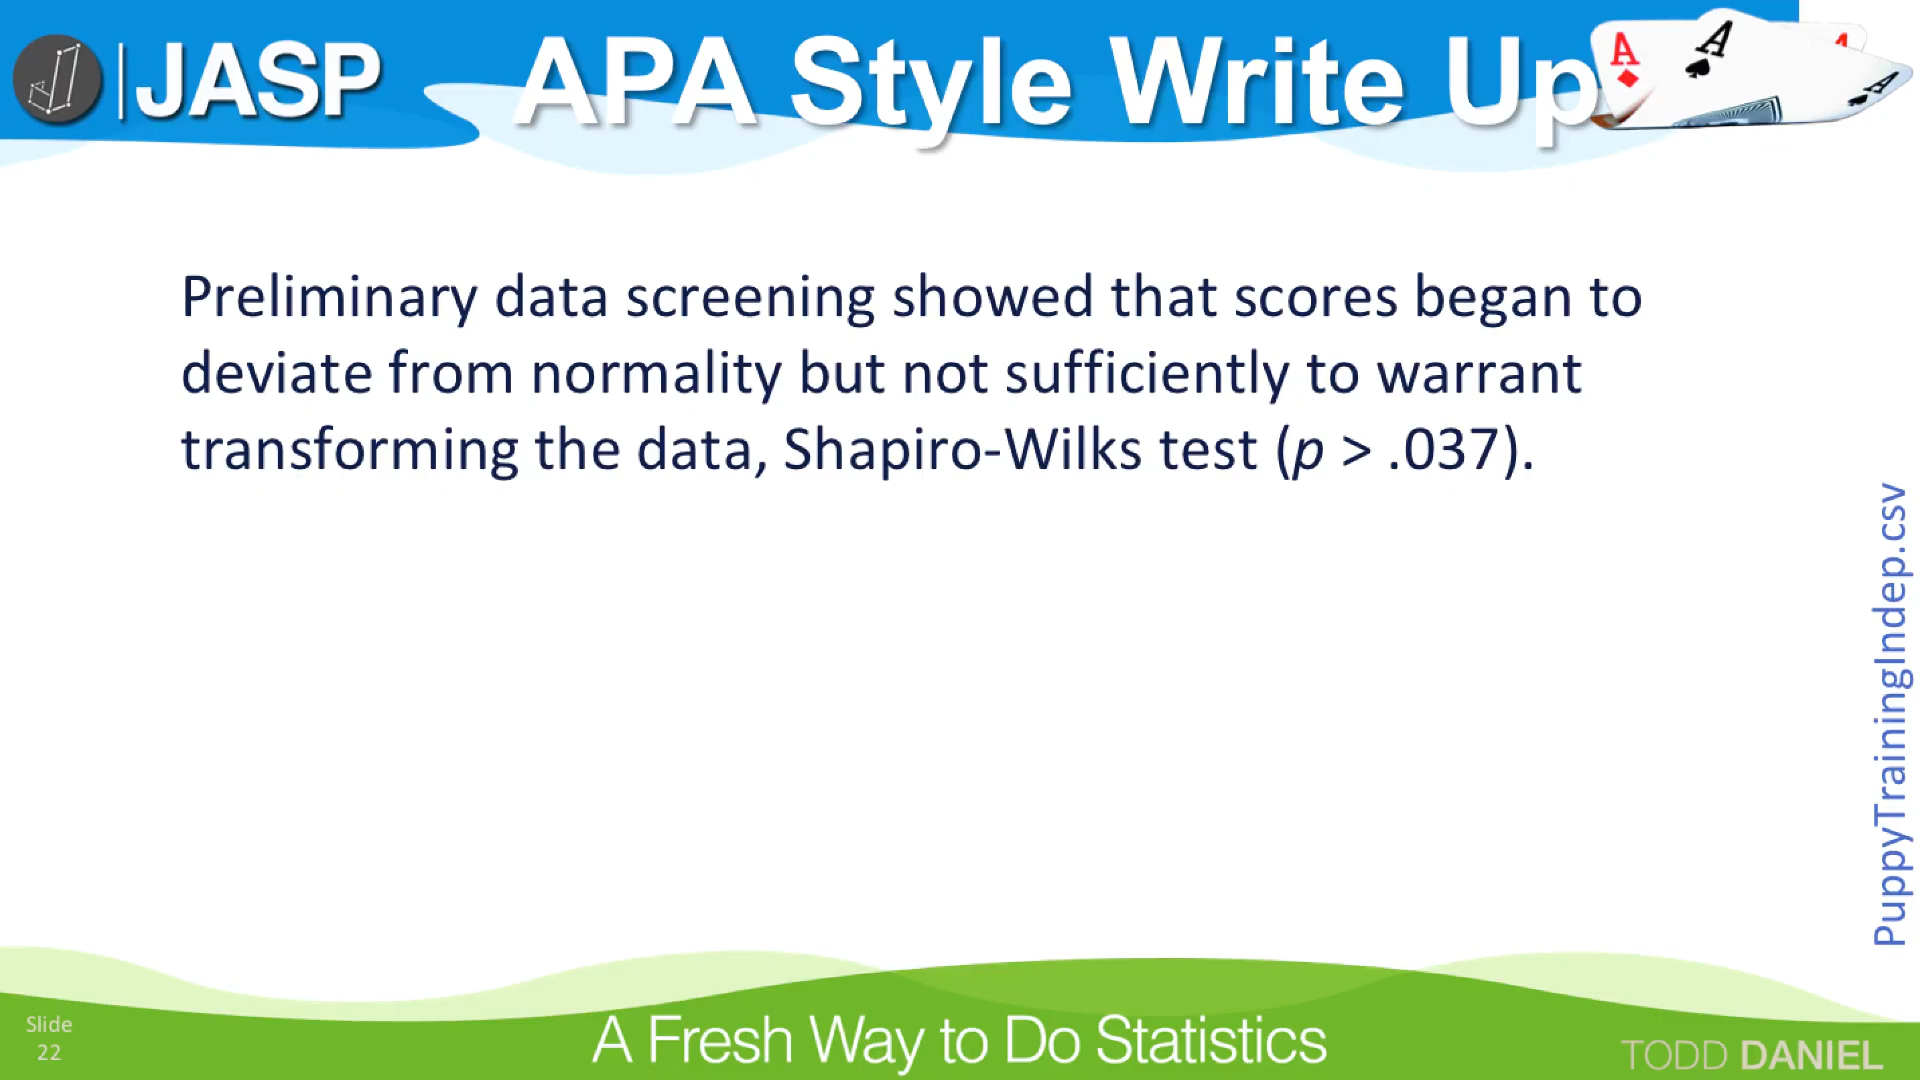 JASP
APA Style Write Up
A
A
A
A
Preliminary data screening showed that scores began to
deviate from normality but not sufficiently to warrant
transforming the data, Shapiro-Wilks test (p > .037).
PuppyTrainingIndep.csv
Slide
22
A Fresh Way to Do Statistics
TODD DANIEL